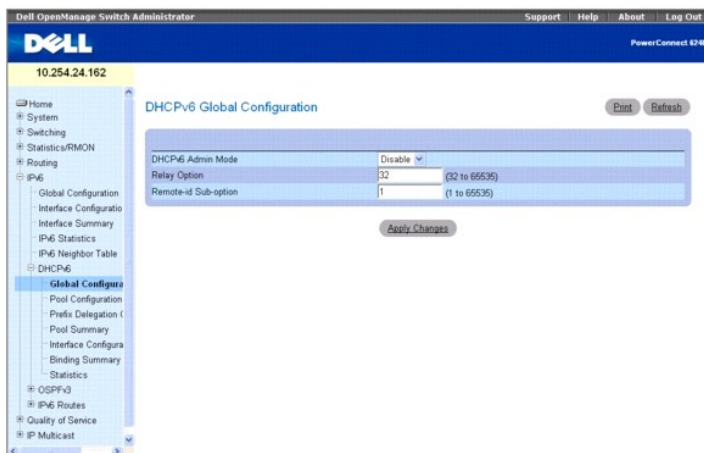 Dell OpenManage Switch Administrator
Support Help About Log Out
DELL
PowerConnect 6248
10.254.24.162
Home
System
Switching
Statistics/RMON
Routing
IPv6
Global Configuration
Interface Configuratio
Interface Summary
IPv6 Statistics
IPv6 Neighbor Table
DHCPv6
Global Configura
Pool Configuration
Prefix Delegation (
Pool Summary
Interface Configura
Binding Summary
Statistics
OSPFv3
IPv6 Routes
Quality of Service
IP Multicast
DHCPv6 Global Configuration
Print Refresh
DHCPv6 Admin Mode Disable
Relay Option 32 (32 to 65535)
Remote-id Sub-option 1 (1 to 65535)
Apply Changes